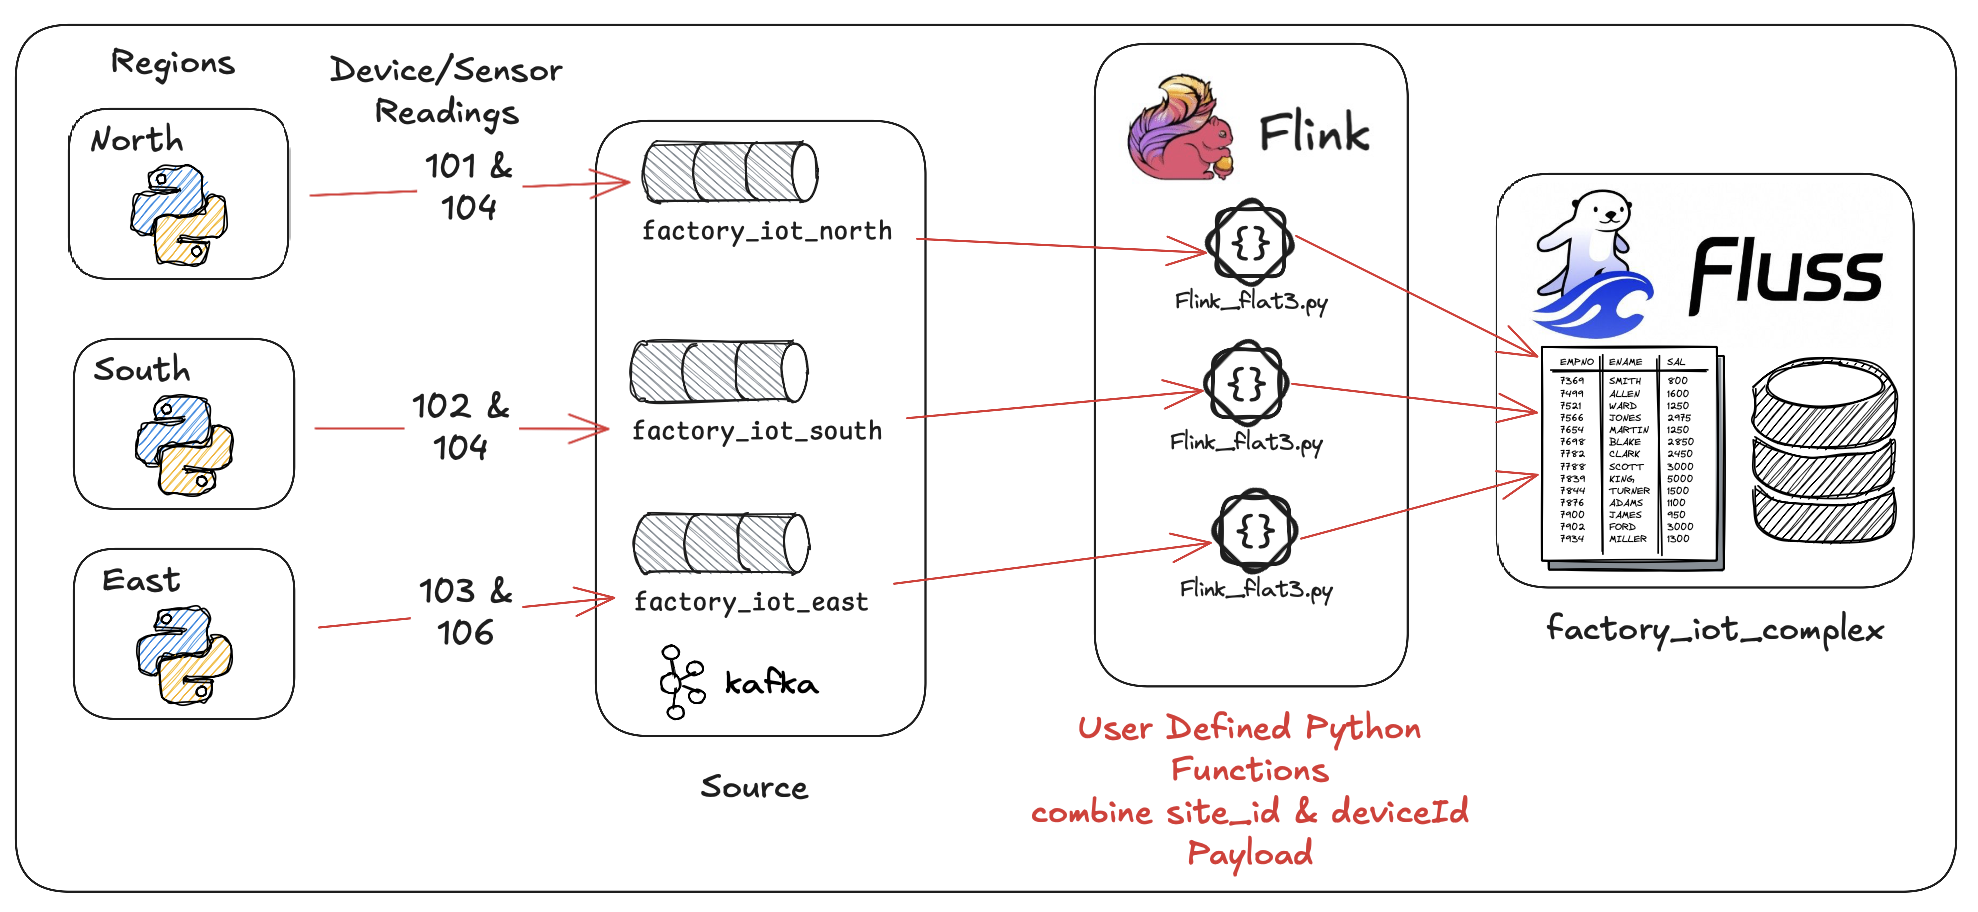 Regions
Device/Sensor
Readings
North
101 &
104
factory_iot_north
South
102 &
104
factory_iot_south
East
103 &
106
factory_iot_east
kafka
Source
Flink
{}
Flink_flat3.py
{}
Flink_flat3.py
{}
Flink_flat3.py
User Defined Python
Functions
combine site_id & deviceId
Payload
Fluss
EMPNO ENAME SAL
7369 SMITH 800
7499 ALLEN 1600
7521 WARD 1250
7566 JONES 2975
7654 MARTIN 1250
7698 BLAKE 2850
7782 CLARK 2450
7788 SCOTT 3000
7839 KING 5000
7844 TURNER 1500
7876 ADAMS 1100
7900 JAMES 950
7902 FORD 3000
7934 MILLER 1300
factory_iot_complex